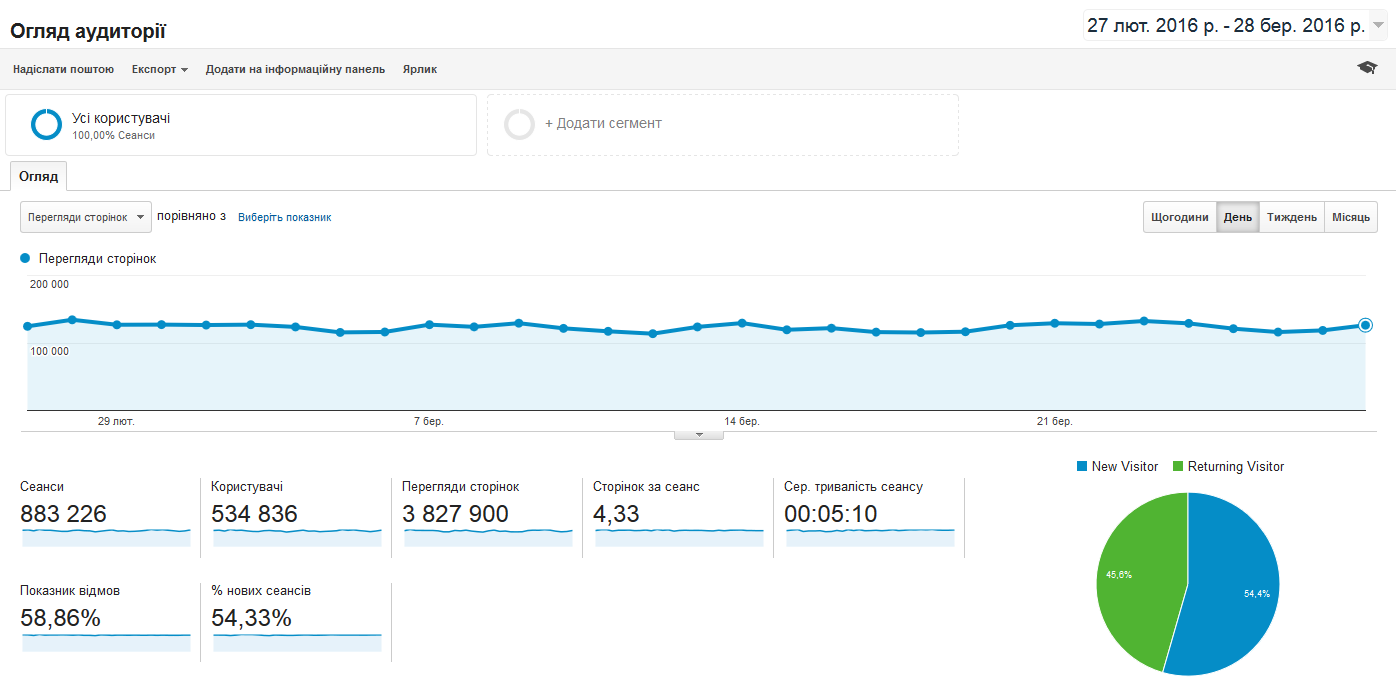 Огляд аудиторії
27 лют. 2016 р. - 28 бер. 2016 р.
Надіслати поштою Експорт Додати на інформаційну панель Ярлик
Усі користувачі
100,00% Сеанси
+ Додати сегмент
Огляд
Перегляди сторінок порівняно з Виберіть показник
Щогодини День Тиждень Місяць
Перегляди сторінок
200 000
100 000
29 лют. 7 бер. 14 бер. 21 бер.
New Visitor Returning Visitor
Сеанси
883 226
Користувачі
534 836
Перегляди сторінок
3 827 900
Сторінок за сеанс
4,33
Сер. тривалість сеансу
00:05:10
Показник відмов
58,86%
% нових сеансів
54,33%
45,6%
54,4%